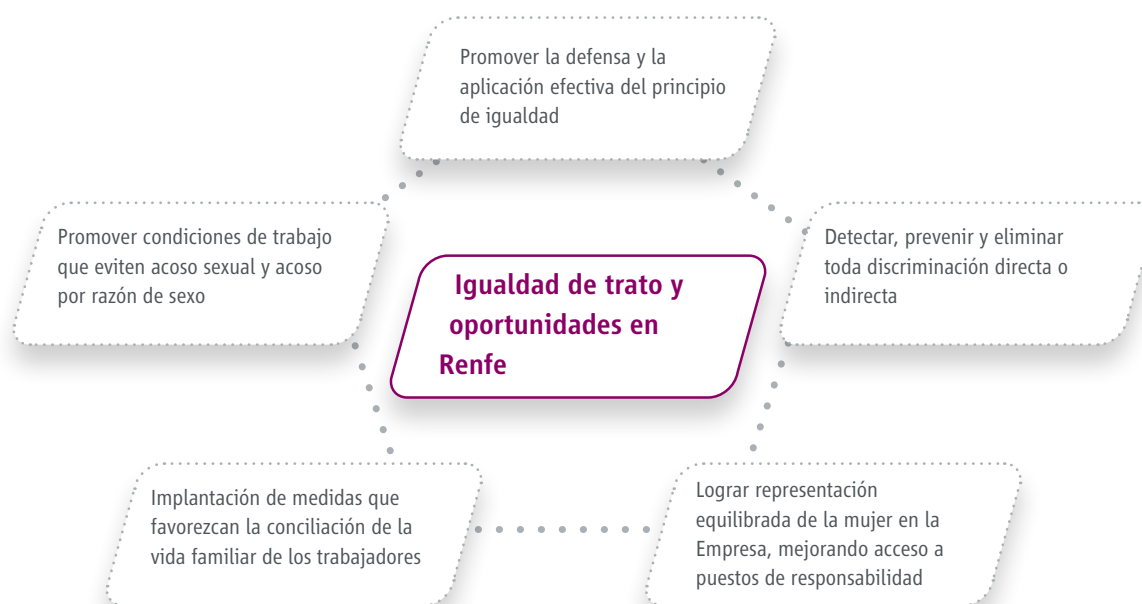 Promover la defensa y la
aplicación efectiva del principio
de igualdad
Promover condiciones de trabajo
que eviten acoso sexual y acoso
por razón de sexo
Igualdad de trato y
oportunidades en
Renfe
Detectar, prevenir y eliminar
toda discriminación directa o
indirecta
Implantación de medidas que
favorezcan la conciliación de la
vida familiar de los trabajadores
Lograr representación
equilibrada de la mujer en la
Empresa, mejorando acceso a
puestos de responsabilidad